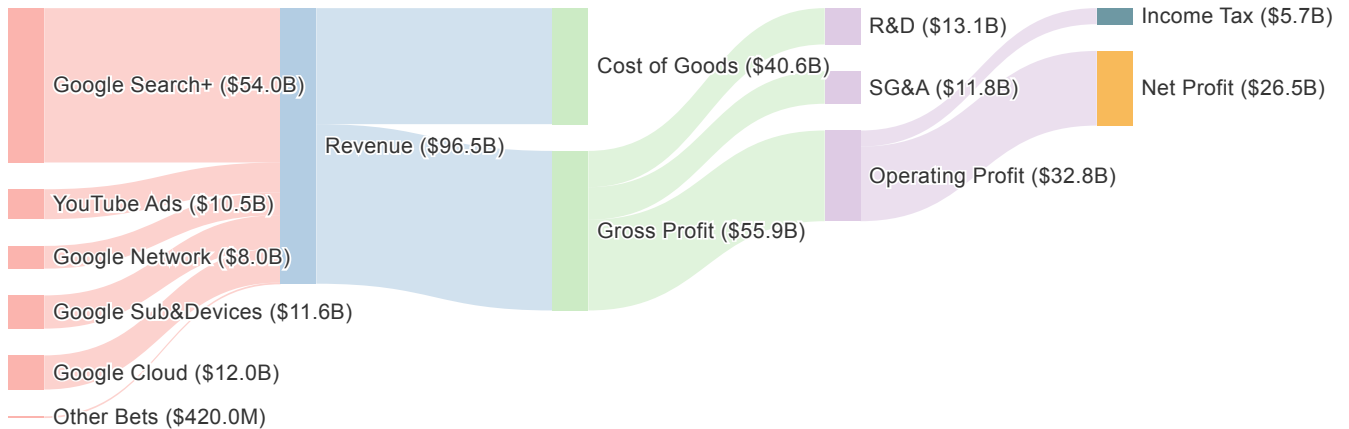 Google Search+ ($54.0B)
YouTube Ads ($10.5B)
Google Network ($8.0B)
Google Sub&Devices ($11.6B)
Google Cloud ($12.0B)
Other Bets ($420.0M)
Revenue ($96.5B)
Cost of Goods ($40.6B)
Gross Profit ($55.9B)
R&D ($13.1B)
SG&A ($11.8B)
Operating Profit ($32.8B)
Income Tax ($5.7B)
Net Profit ($26.5B)